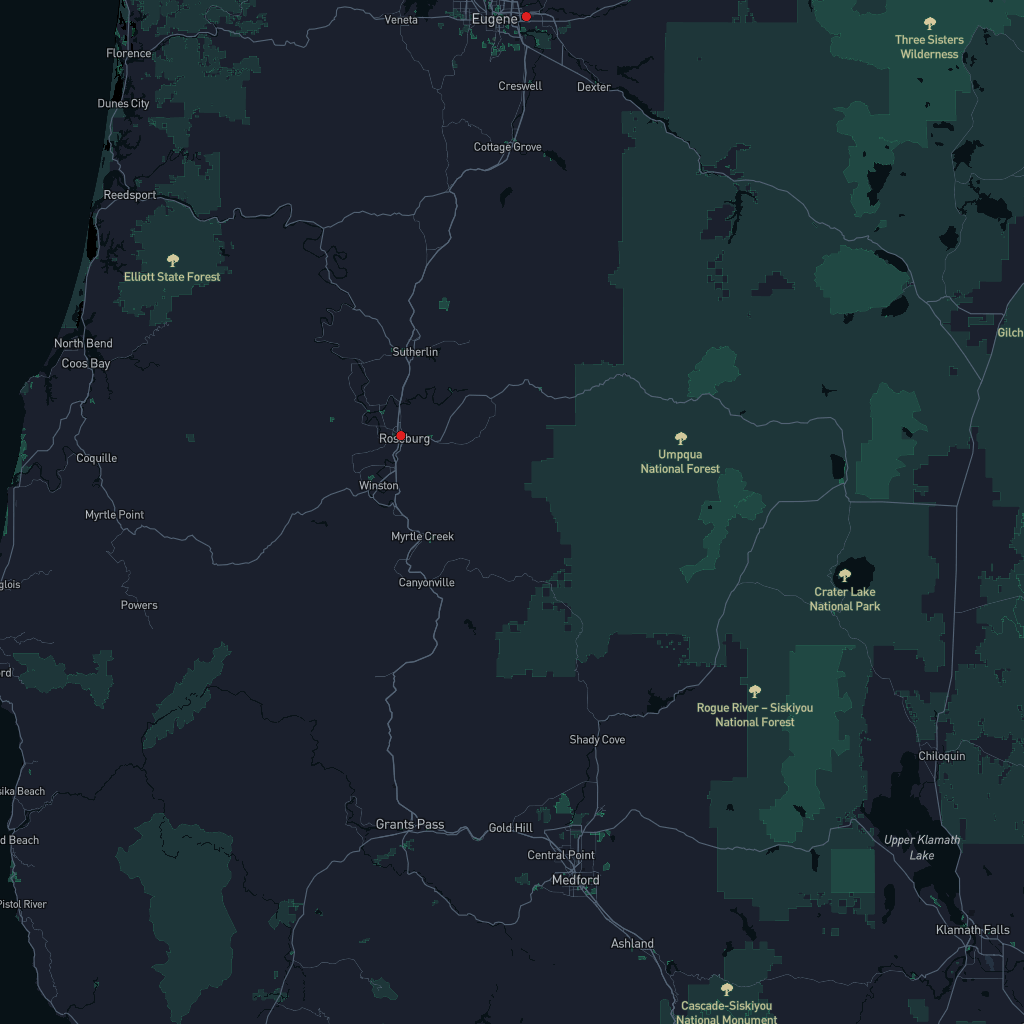 Veneta
Eugene
Three Sisters
Wilderness
Florence
Creswell
Dexter
Dunes City
Cottage Grove
Reedsport
Elliott State Forest
Gilch
North Bend
Coos Bay
Sutherlin
Roseburg
Umpqua
National Forest
Coquille
Winston
Myrtle Point
Myrtle Creek
Canyonville
glois
Crater Lake
National Park
Powers
rd
Rogue River – Siskiyou
National Forest
Shady Cove
Chiloquin
sika Beach
Grants Pass
Gold Hill
d Beach
Upper Klamath
Lake
Central Point
Medford
Pistol River
Klamath Falls
Ashland
Cascade-Siskiyou
National Monument